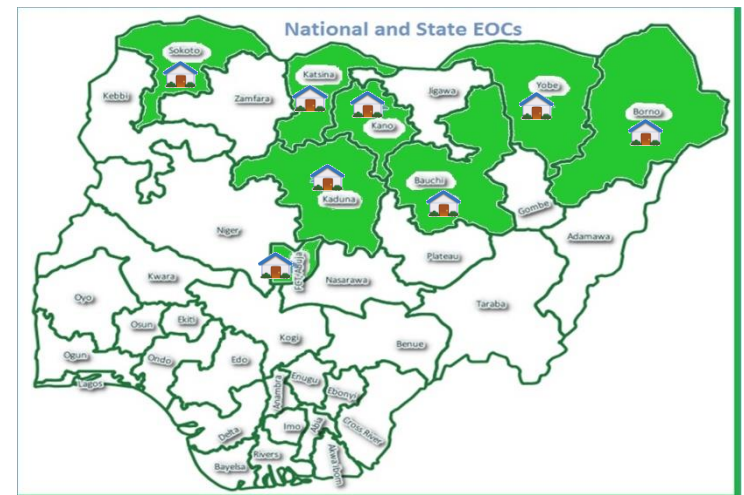 National and State EOCs
Sokoto
Katsina
Kebbi
Zamfara
Jigawa
Yobe
Borno
Kano
Bauchi
Kaduna
Gombe
Niger
Adamawa
FCT Abuja
Plateau
Nasarawa
Kwara
Taraba
Oyo
Osun
Ekiti
Kogi
Benue
Ogun
Ondo
Edo
Lagos
Enugu
Anambra
Ebonyi
Imo
Abia
Cross River
Delta
Rivers
Bayelsa
Akwa Ibom